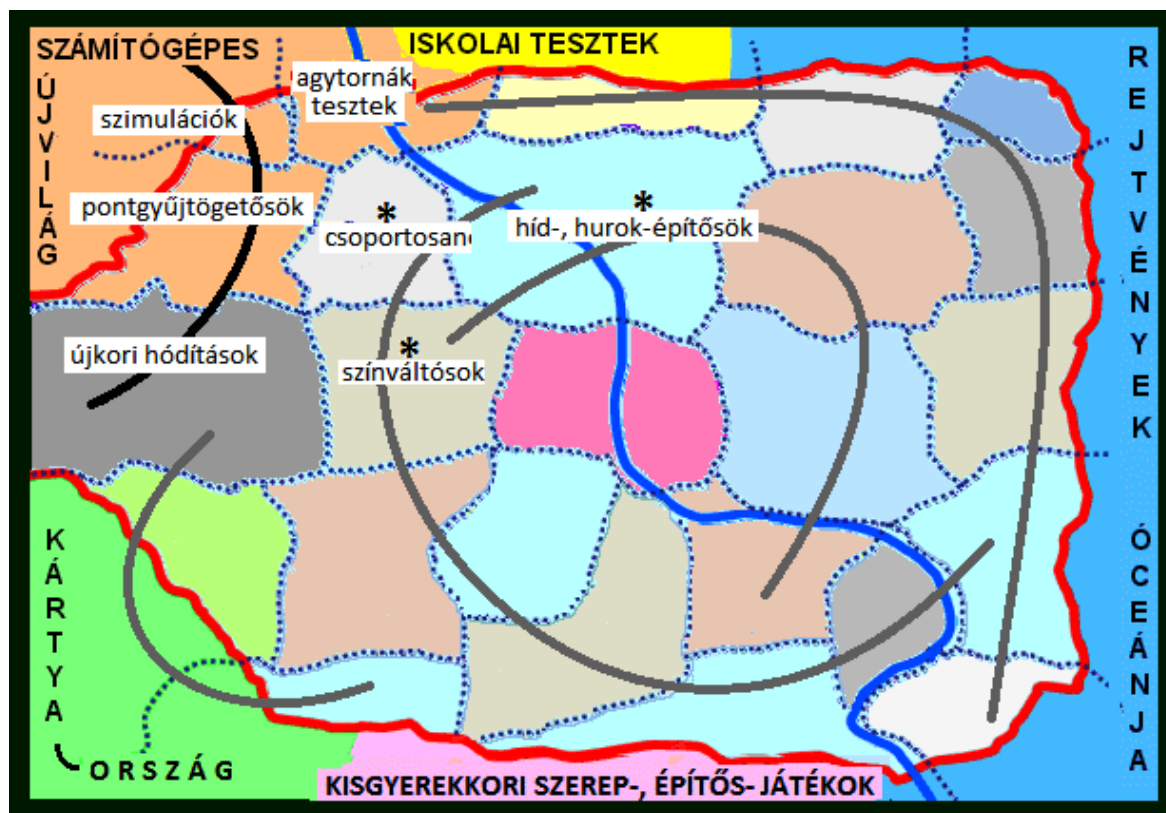 SZÁMÍTÓGÉPES
ÚJVILÁG
ISKOLAI TESZTEK
REJTVÉNYEK
ÓCEÁNJA
agytornák
tesztek
szimulációk
pontgyűjtögetősök
*
csoportosan
*
híd-, hurok-építősök
újkori hódítások
*
színváltósok
KÁRTYA
ORSZÁG
KISGYEREKKORI SZEREP-, ÉPÍTŐS- JÁTÉKOK